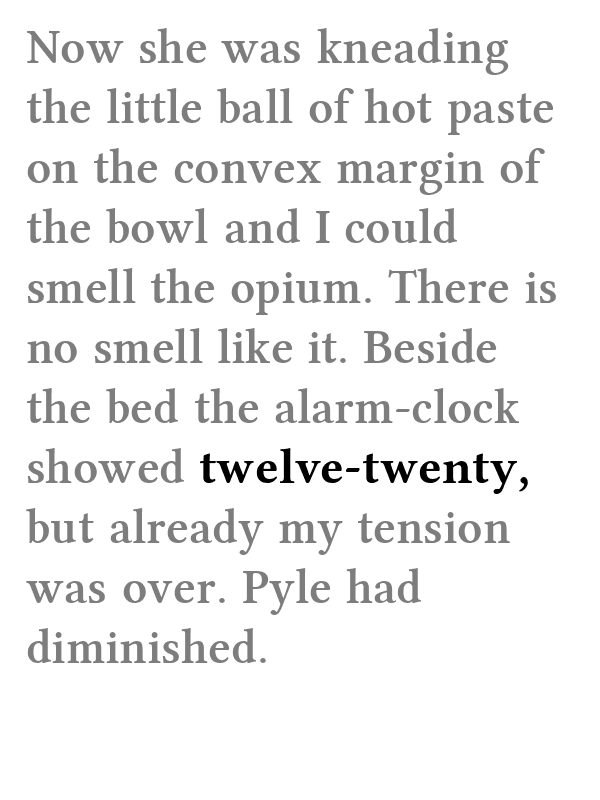 Now she was kneading
the little ball of hot paste
on the convex margin of
the bowl and I could
smell the opium. There is
no smell like it. Beside
the bed the alarm-clock
showed twelve-twenty,
but already my tension
was over. Pyle had
diminished.